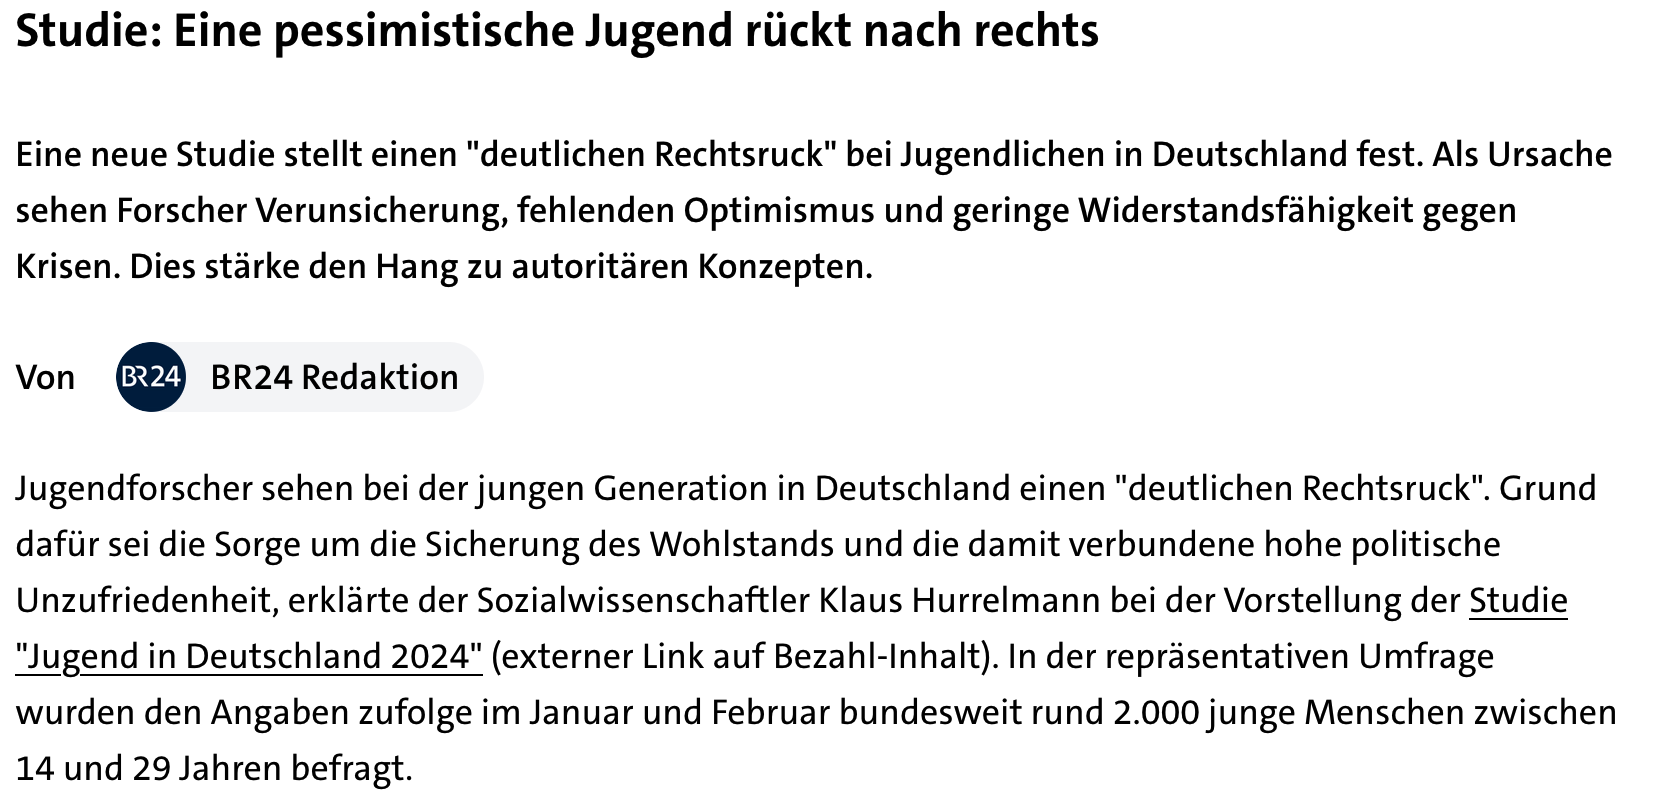 Studie: Eine pessimistische Jugend rückt nach rechts
Eine neue Studie stellt einen "deutlichen Rechtsruck" bei Jugendlichen in Deutschland fest. Als Ursache
sehen Forscher Verunsicherung, fehlenden Optimismus und geringe Widerstandsfähigkeit gegen
Krisen. Dies stärke den Hang zu autoritären Konzepten.
Von BR24 BR24 Redaktion
Jugendforscher sehen bei der jungen Generation in Deutschland einen "deutlichen Rechtsruck". Grund
dafür sei die Sorge um die Sicherung des Wohlstands und die damit verbundene hohe politische
Unzufriedenheit, erklärte der Sozialwissenschaftler Klaus Hurrelmann bei der Vorstellung der Studie
"Jugend in Deutschland 2024" (externer Link auf Bezahl-Inhalt). In der repräsentativen Umfrage
wurden den Angaben zufolge im Januar und Februar bundesweit rund 2.000 junge Menschen zwischen
14 und 29 Jahren befragt.